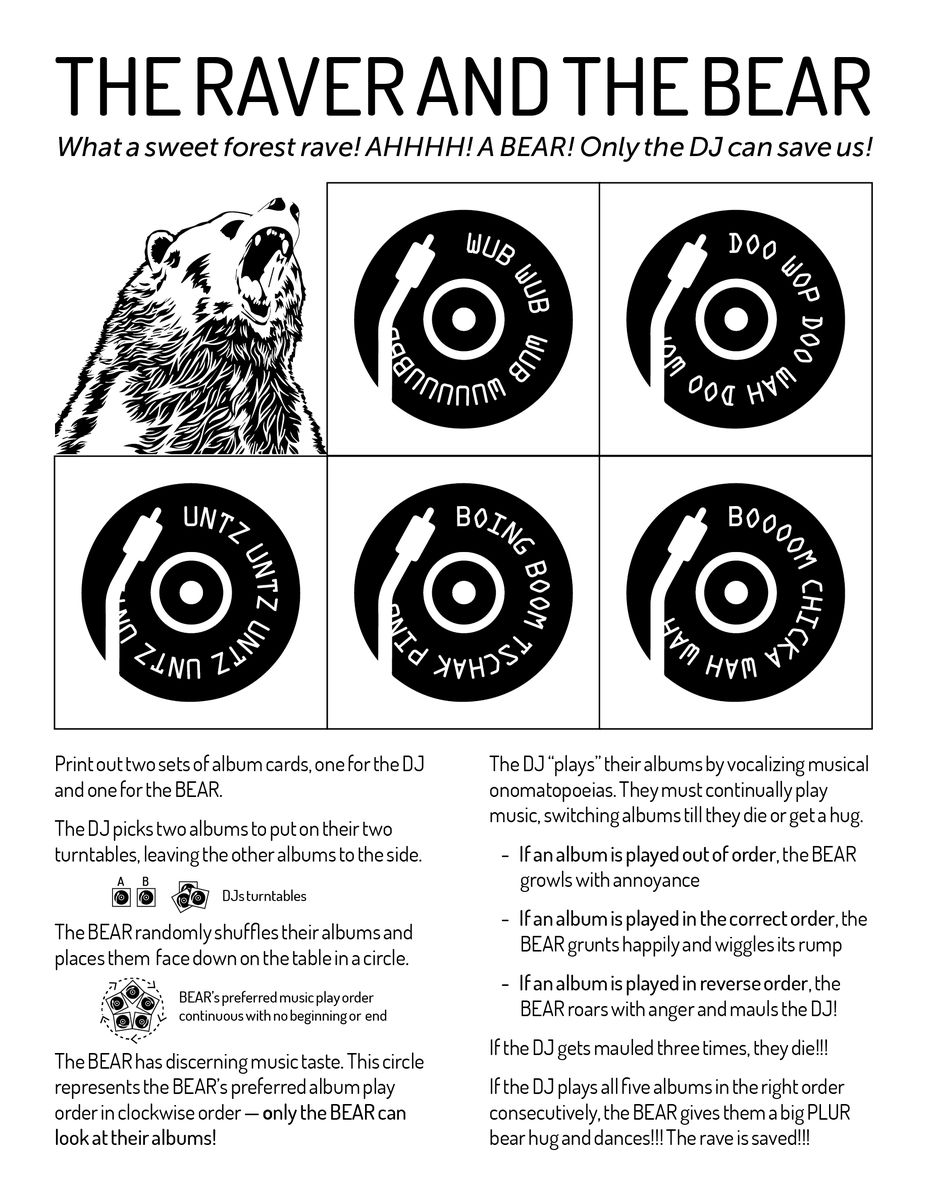 THE RAVER AND THE BEAR
What a sweet forest rave! AHHHH! A BEAR! Only the DJ can save us!
WUB WUB WUB WUUUUBBB
DOO WOP DOO WAH DOO
UNTZ UNTZ UNTZ UNTZ
BOING BOOM TSCHAK PING
BOOOOM CHICKA WAH WAH
Print out two sets of album cards, one for the DJ
and one for the BEAR.
The DJ picks two albums to put on their two
turntables, leaving the other albums to the side.
A B
DJs turntables
The BEAR randomly shuffles their albums and
places them face down on the table in a circle.
BEAR's preferred music play order
continuous with no beginning or end
The BEAR has discerning music taste. This circle
represents the BEAR's preferred album play
order in clockwise order — only the BEAR can
look at their albums!
The DJ "plays" their albums by vocalizing musical
onomatopoeias. They must continually play
music, switching albums till they die or get a hug.
- If an album is played out of order, the BEAR
growls with annoyance
- If an album is played in the correct order, the
BEAR grunts happily and wiggles its rump
- If an album is played in reverse order, the
BEAR roars with anger and mauls the DJ!
If the DJ gets mauled three times, they die!!!
If the DJ plays all five albums in the right order
consecutively, the BEAR gives them a big PLUR
bear hug and dances!!! The rave is saved!!!